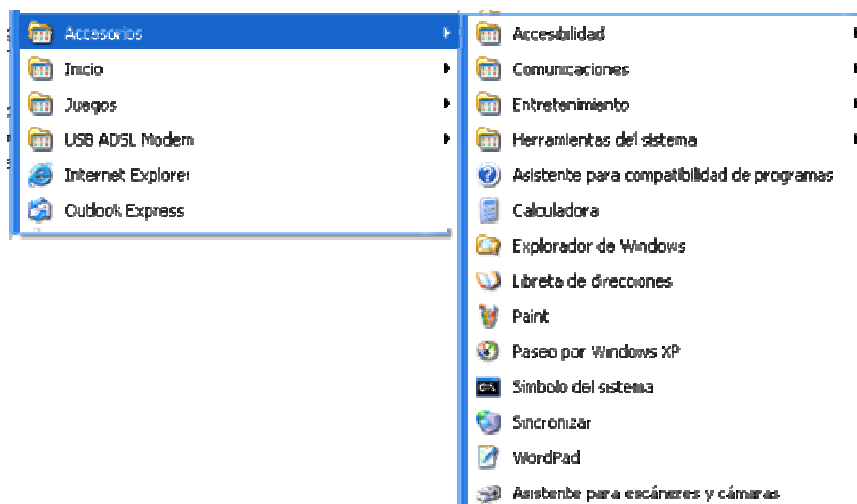 Accesorios
Inicio
Juegos
USB ADSL Modem
Internet Explorer
Outlook Express
Accesibilidad
Comunicaciones
Entretenimiento
Herramientas del sistema
Asistente para compatibilidad de programas
Calculadora
Explorador de Windows
Libreta de direcciones
Paint
Paseo por Windows XP
Símbolo del sistema
Sincronizar
WordPad
Asistente para escáneres y cámaras